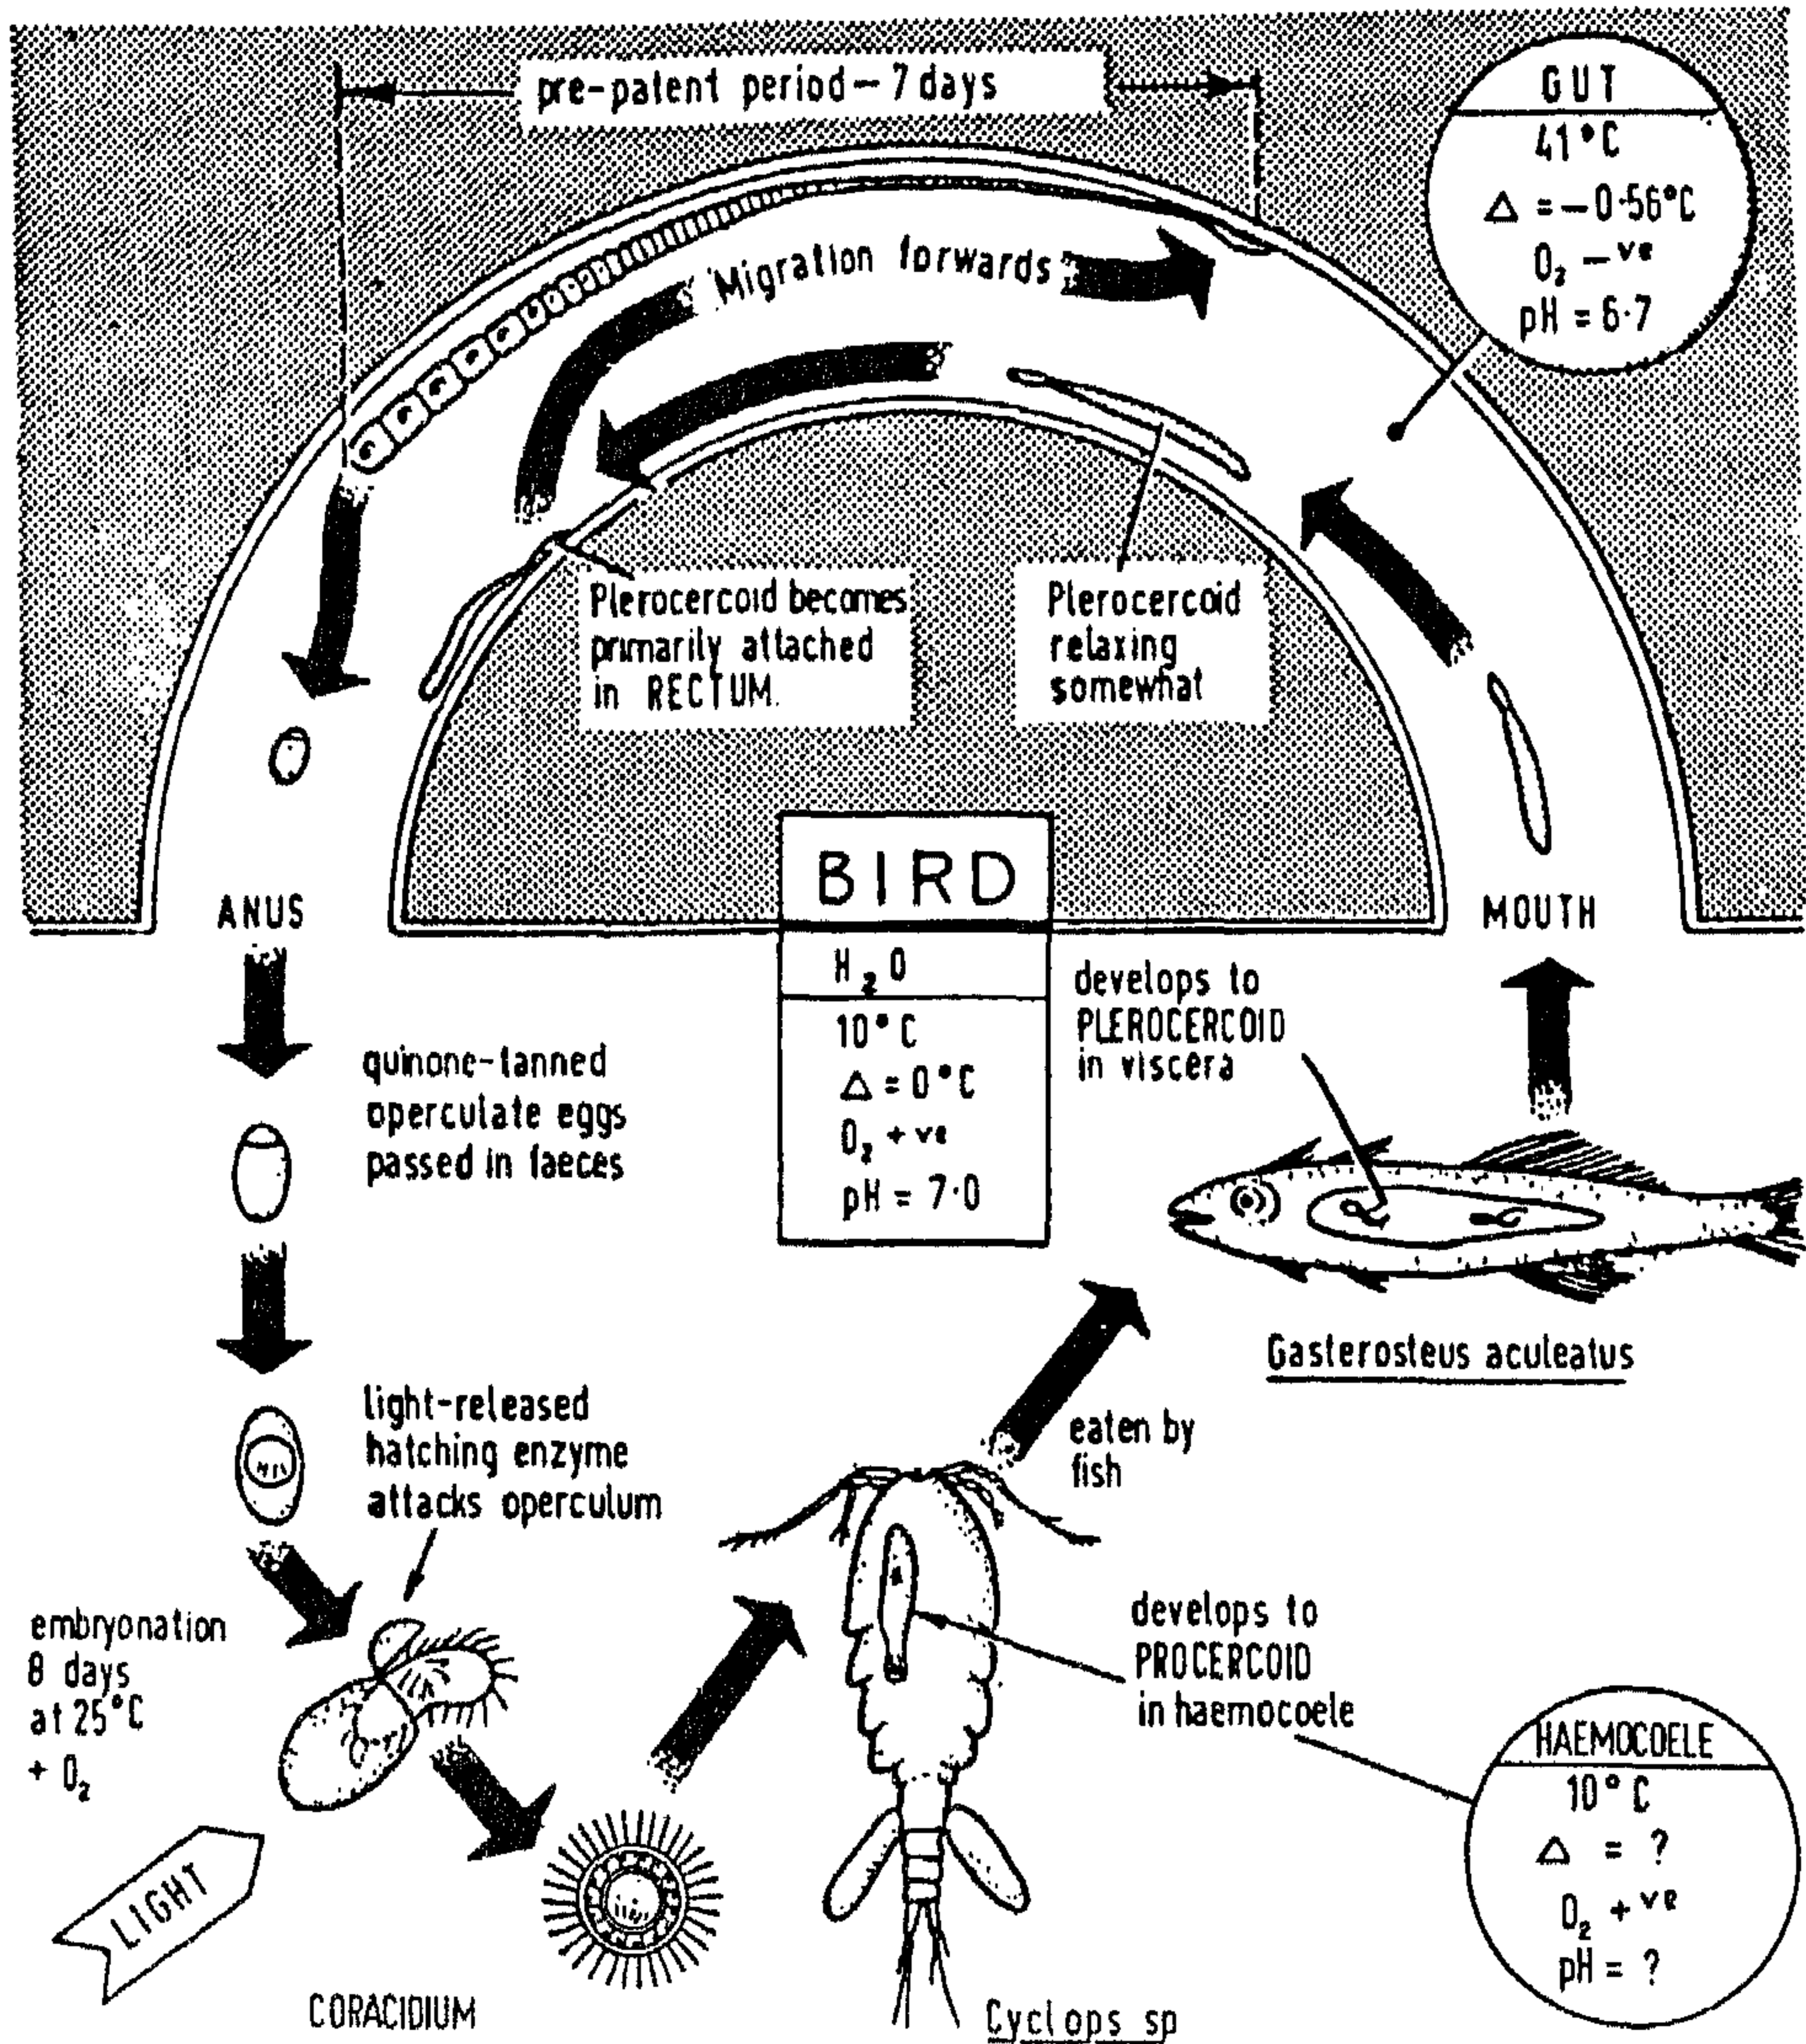 pre-patent period – 7 days
GUT
41°C
Δ = –0·56°C
O₂ –ve
pH = 6·7
Migration forwards
Plerocercoid becomes
primarily attached
in RECTUM.
Plerocercoid
relaxing
somewhat
BIRD
ANUS
MOUTH
H₂O
10°C
Δ = 0°C
O₂ +ve
pH = 7·0
develops to
PLEROCERCOID
in viscera
quinone-tanned
operculate eggs
passed in faeces
Gasterosteus aculeatus
light-released
hatching enzyme
attacks operculum
eaten by
fish
embryonation
8 days
at 25°C
+ O₂
develops to
PROCERCOID
in haemocoele
HAEMOCOELE
10°C
Δ = ?
O₂ +ve
pH = ?
LIGHT
CORACIDIUM
Cyclops sp